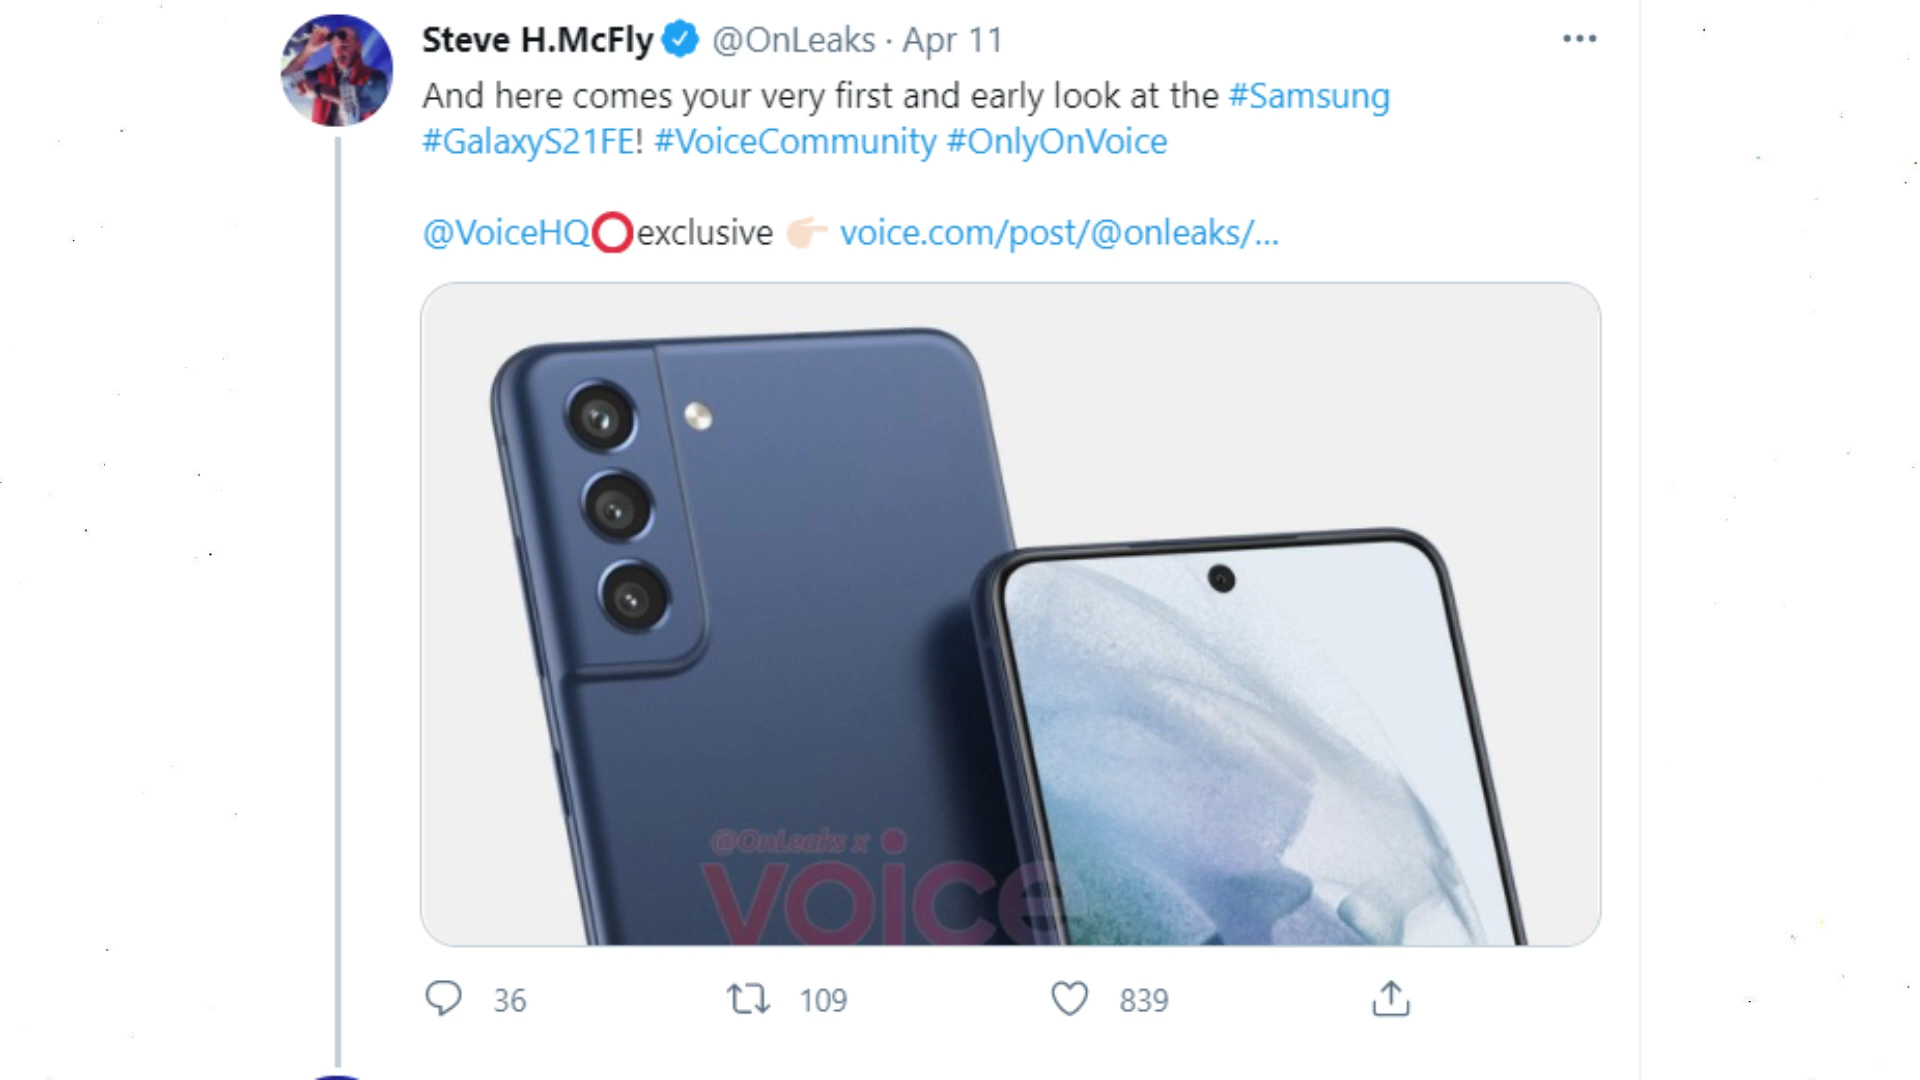 Steve H.McFly @OnLeaks · Apr 11
And here comes your very first and early look at the #Samsung
#GalaxyS21FE! #VoiceCommunity #OnlyOnVoice
@VoiceHQ⭕exclusive 👉🏻 voice.com/post/@onleaks/...
@OnLeaks x
voice
36 109 839